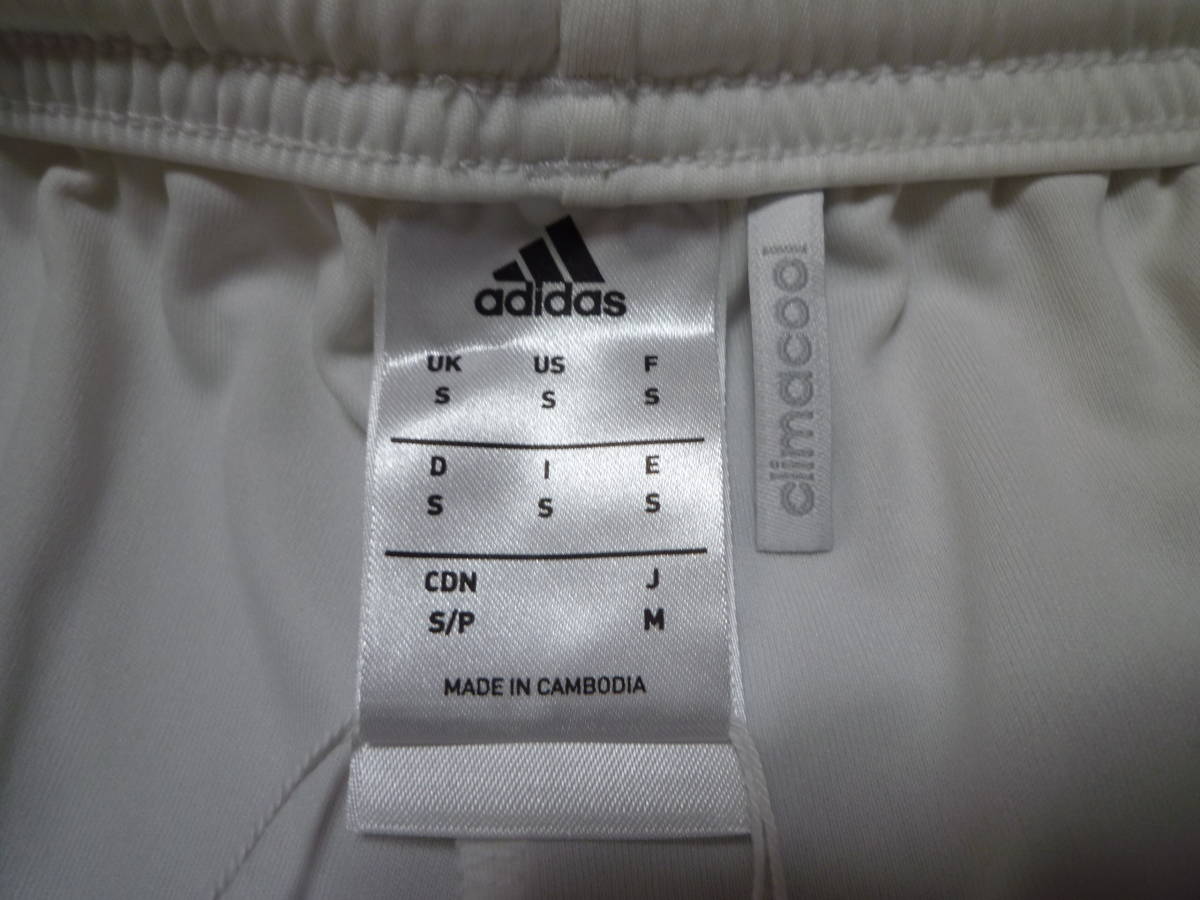 adidas
UK US F
S S S
D I E
S S S
CDN J
S/P M
MADE IN CAMBODIA
climacool